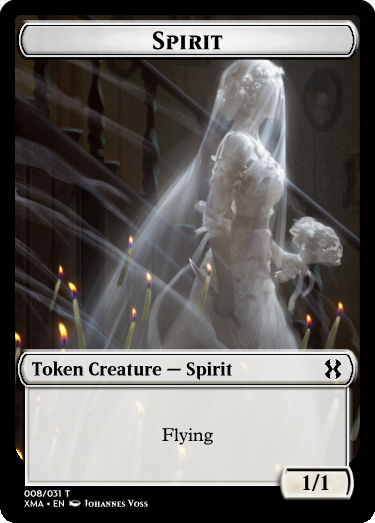 Spirit
Token Creature — Spirit
Flying
1/1
008/031 T
XMA • EN Johannes Voss